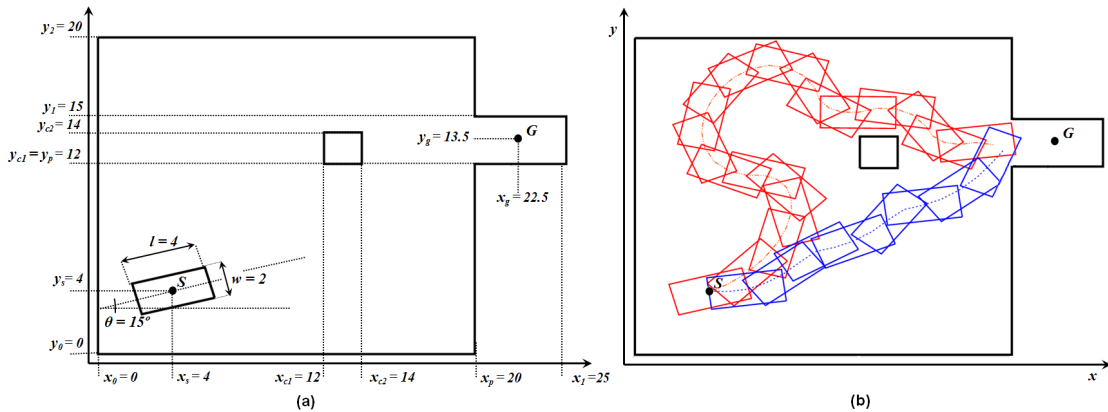 y₂ = 20
y₁ = 15
y_c2 = 14
y_c1 = y_p = 12
y_g = 13.5
G
x_g = 22.5
l = 4
w = 2
S
y_s = 4
θ = 15º
y₀ = 0
x₀ = 0
x_s = 4
x_c1 = 12
x_c2 = 14
x_p = 20
x₁ = 25
(a)
y
G
S
x
(b)